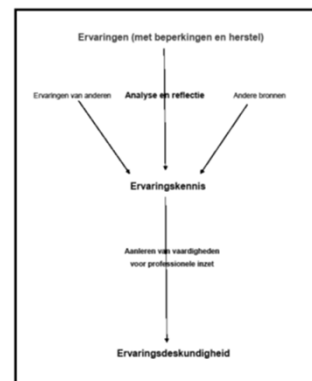 Ervaringen (met beperkingen en herstel)
Ervaringen van anderen
Analyse en reflectie
Andere bronnen
Ervaringskennis
Aanleren van vaardigheden
voor professionele inzet
Ervaringsdeskundigheid